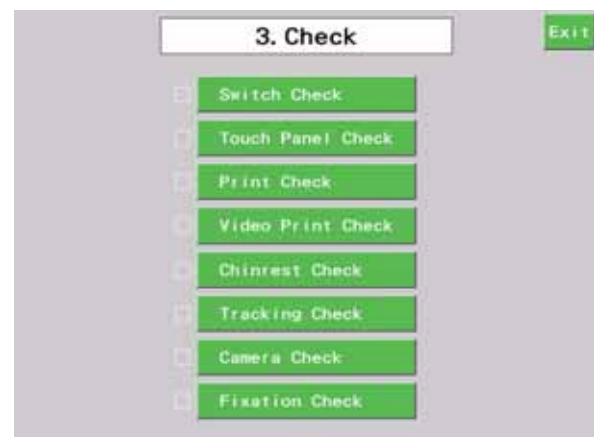 3. Check
Exit
Switch Check
Touch Panel Check
Print Check
Video Print Check
Chinrest Check
Tracking Check
Camera Check
Fixation Check